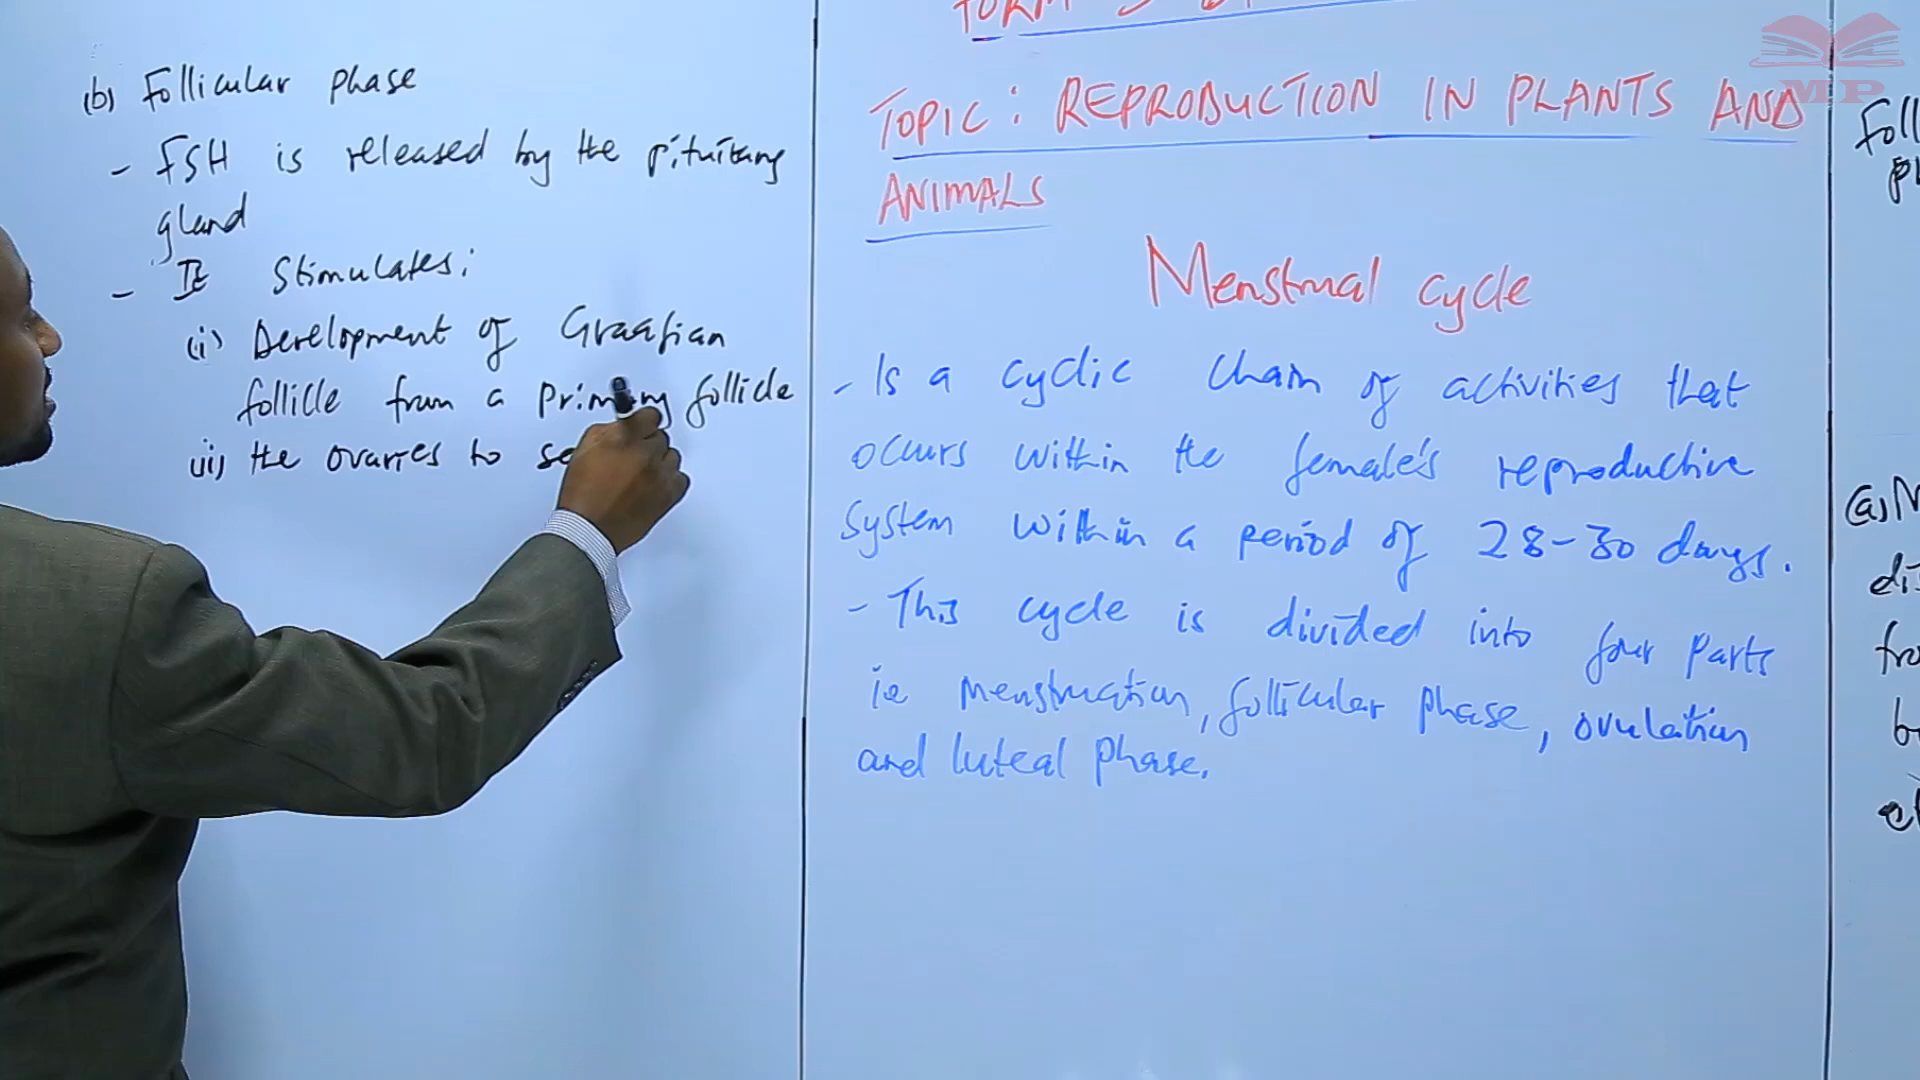 (b) Follicular phase
- FSH is released by the pituitary
gland
- It stimulates:
(i) Development of Graafian
follicle from a primary follicle
(ii) the ovaries to se
TOPIC: REPRODUCTION IN PLANTS AND
ANIMALS
Menstrual cycle
- Is a cyclic chain of activities that
occurs within the female's reproductive
system within a period of 28-30 days.
- This cycle is divided into four parts
ie menstruation, follicular phase, ovulation
and luteal phase.
MP
Foll
(a) M